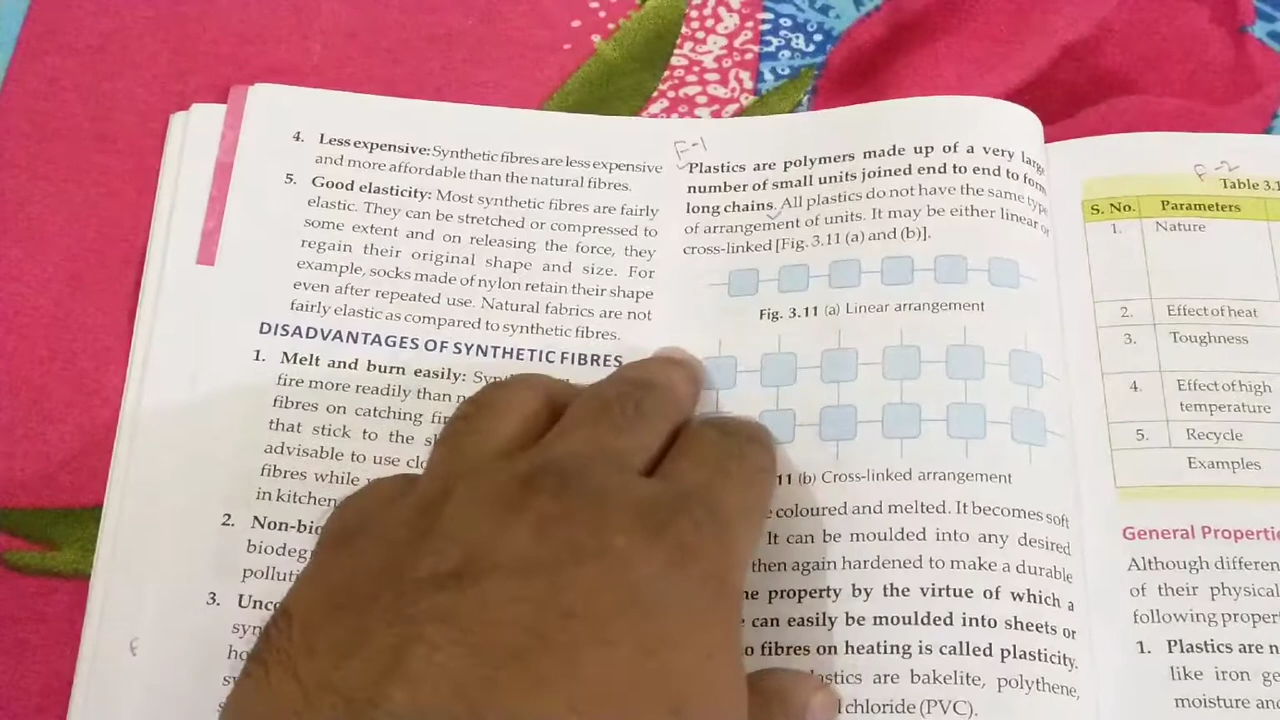 4. Less expensive: Synthetic fibres are less expensive
and more affordable than the natural fibres.
5. Good elasticity: Most synthetic fibres are fairly
elastic. They can be stretched or compressed to
some extent and on releasing the force, they
regain their original shape and size. For
example, socks made of nylon retain their shape
even after repeated use. Natural fabrics are not
fairly elastic as compared to synthetic fibres.
DISADVANTAGES OF SYNTHETIC FIBRES
1. Melt and burn easily:
fire more readily than
fibres on catching
that stick to the
advisable to use
fibres while
in kitchen
2.
3.
F-1
Plastics are polymers made up of a very
number of small units joined end to end to
long chains. All plastics do not have the same
of arrangement of units. It may be either linear
cross-linked [Fig. 3.11 (a) and (b)].
Fig. 3.11 (a) Linear arrangement
11 (b) Cross-linked arrangement
coloured and melted. It becomes soft
It can be moulded into any desired
then again hardened to make a durable
property by the virtue of which a
can easily be moulded into sheets or
fibres on heating is called plasticity.
are bakelite, polythene,
chloride (PVC).
F-2
Table 3.1
S. No. Parameters
1. Nature
2. Effect of heat
3. Toughness
4. Effect of high
temperature
5. Recycle
Examples
General
Although
of their physical
following
1. Plastics are
like iron
moisture